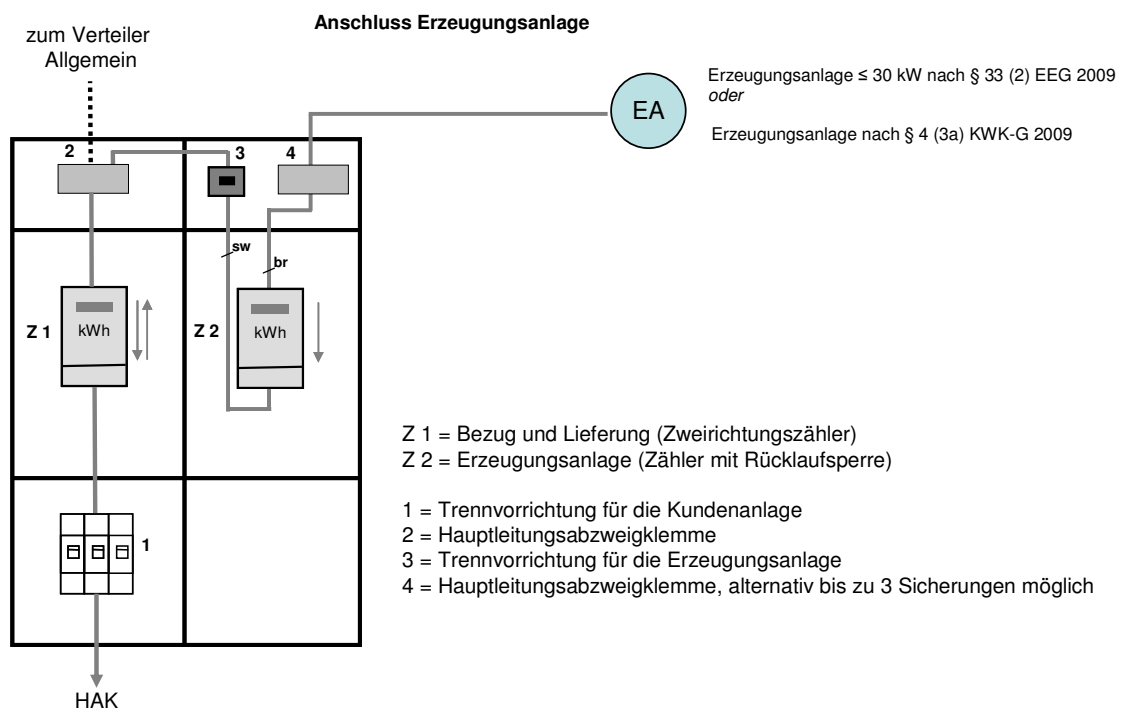 Anschluss Erzeugungsanlage
zum Verteiler
Allgemein
EA
Erzeugungsanlage ≤ 30 kW nach § 33 (2) EEG 2009
oder
Erzeugungsanlage nach § 4 (3a) KWK-G 2009
2
3
4
sw
br
Z 1
kWh
Z 2
kWh
Z 1 = Bezug und Lieferung (Zweirichtungszähler)
Z 2 = Erzeugungsanlage (Zähler mit Rücklaufsperre)
1 = Trennvorrichtung für die Kundenanlage
2 = Hauptleitungsabzweigklemme
3 = Trennvorrichtung für die Erzeugungsanlage
4 = Hauptleitungsabzweigklemme, alternativ bis zu 3 Sicherungen möglich
1
HAK